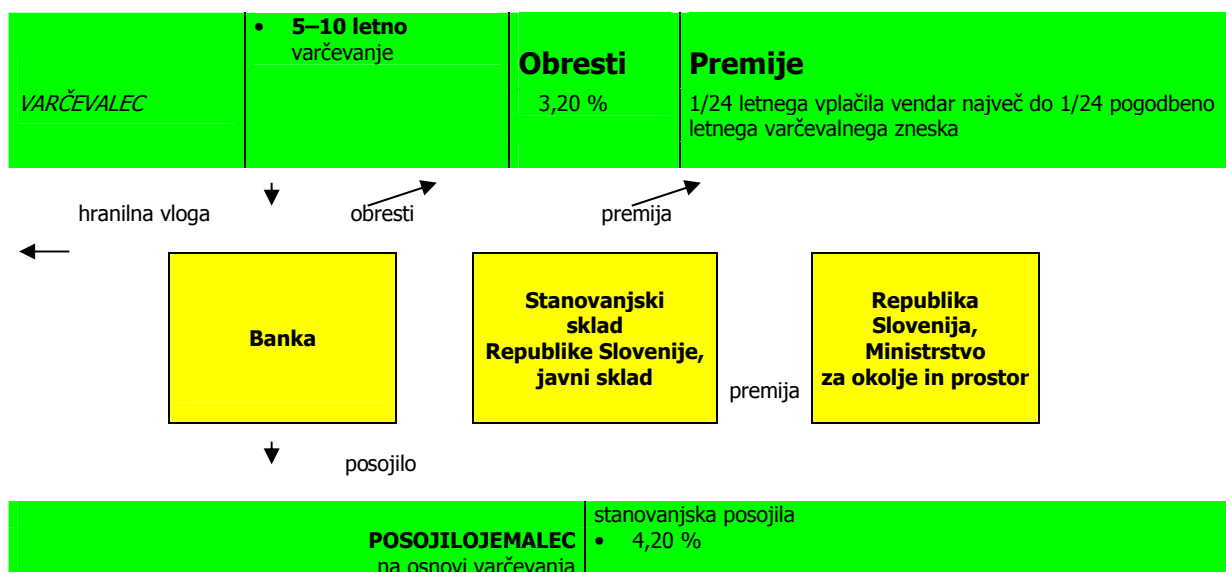 VARČEVALEC
• 5–10 letno
varčevanje
Obresti
3,20 %
Premije
1/24 letnega vplačila vendar največ do 1/24 pogodbeno
letnega varčevalnega zneska
hranilna vloga
obresti
premija
Banka
Stanovanjski
sklad
Republike Slovenije,
javni sklad
premija
Republika
Slovenija,
Ministrstvo
za okolje in prostor
posojilo
POSOJILOJEMALEC
na osnovi varčevanja
stanovanjska posojila
• 4,20 %